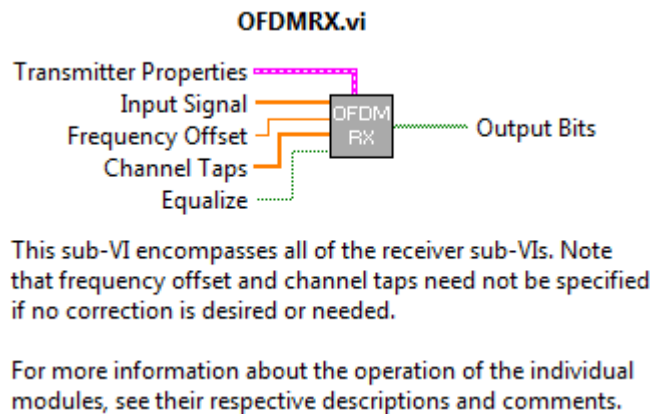 OFDMRX.vi
Transmitter Properties
Input Signal
Frequency Offset
Channel Taps
Equalize
OFDM
RX
Output Bits
This sub-VI encompasses all of the receiver sub-VIs. Note
that frequency offset and channel taps need not be specified
if no correction is desired or needed.
For more information about the operation of the individual
modules, see their respective descriptions and comments.